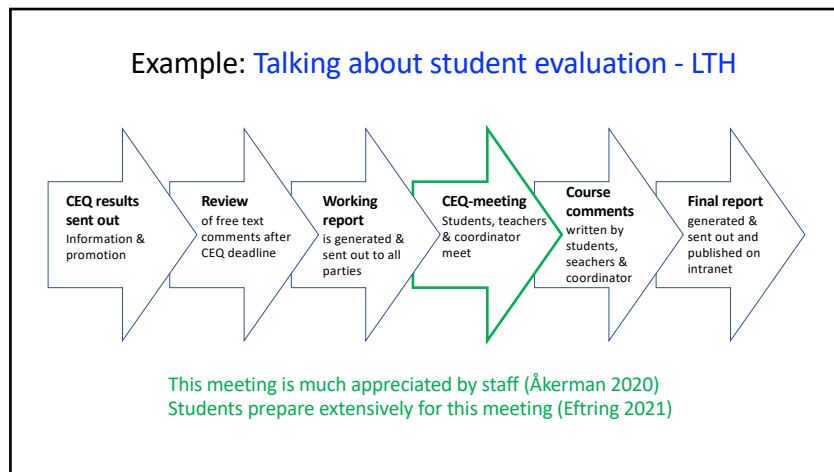 Example: Talking about student evaluation - LTH
CEQ results
sent out
Information &
promotion
Review
of free text
comments after
CEQ deadline
Working
report
is generated &
sent out to all
parties
CEQ-meeting
Students, teachers
& coordinator
meet
Course
comments
written by
students,
seachers &
coordinator
Final report
generated &
sent out and
published on
intranet
This meeting is much appreciated by staff (Åkerman 2020)
Students prepare extensively for this meeting (Eftring 2021)